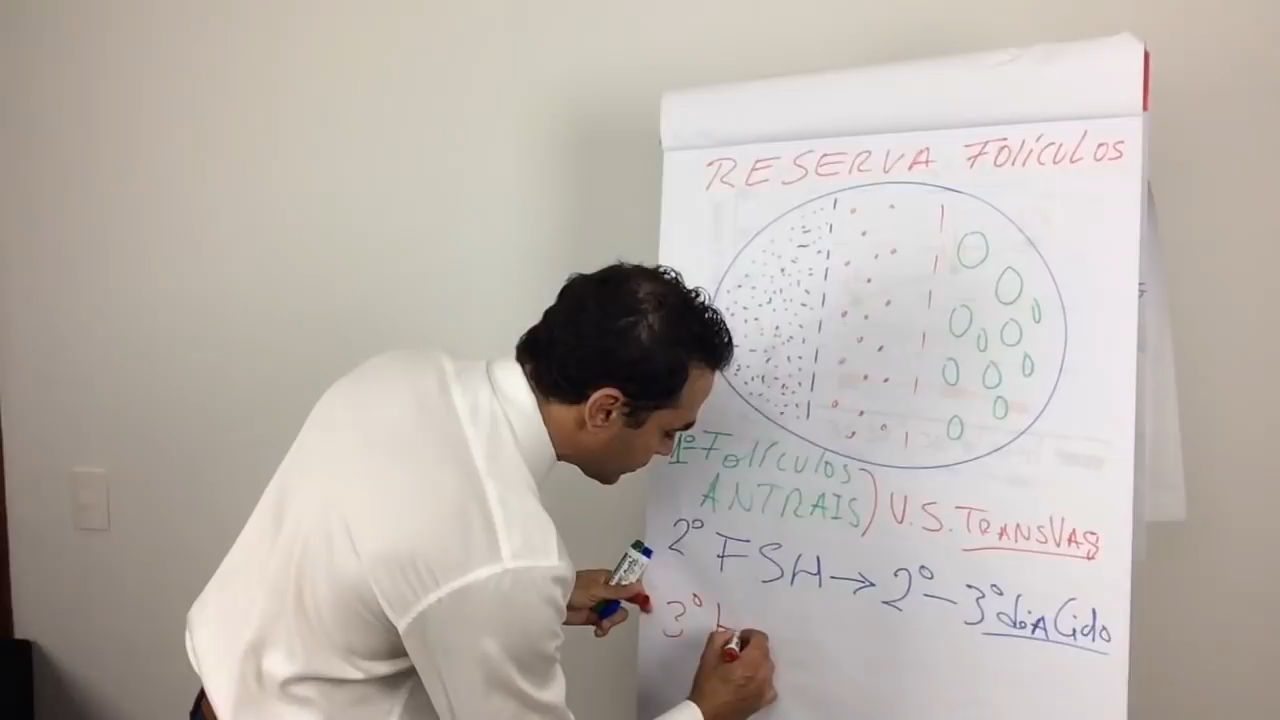 RESERVA FOLÍCULOS
1º FOLÍCULOS
ANTRAIS) U.S. TRANSVAG
2º FSH → 2º - 3º diA Ciclo
3º